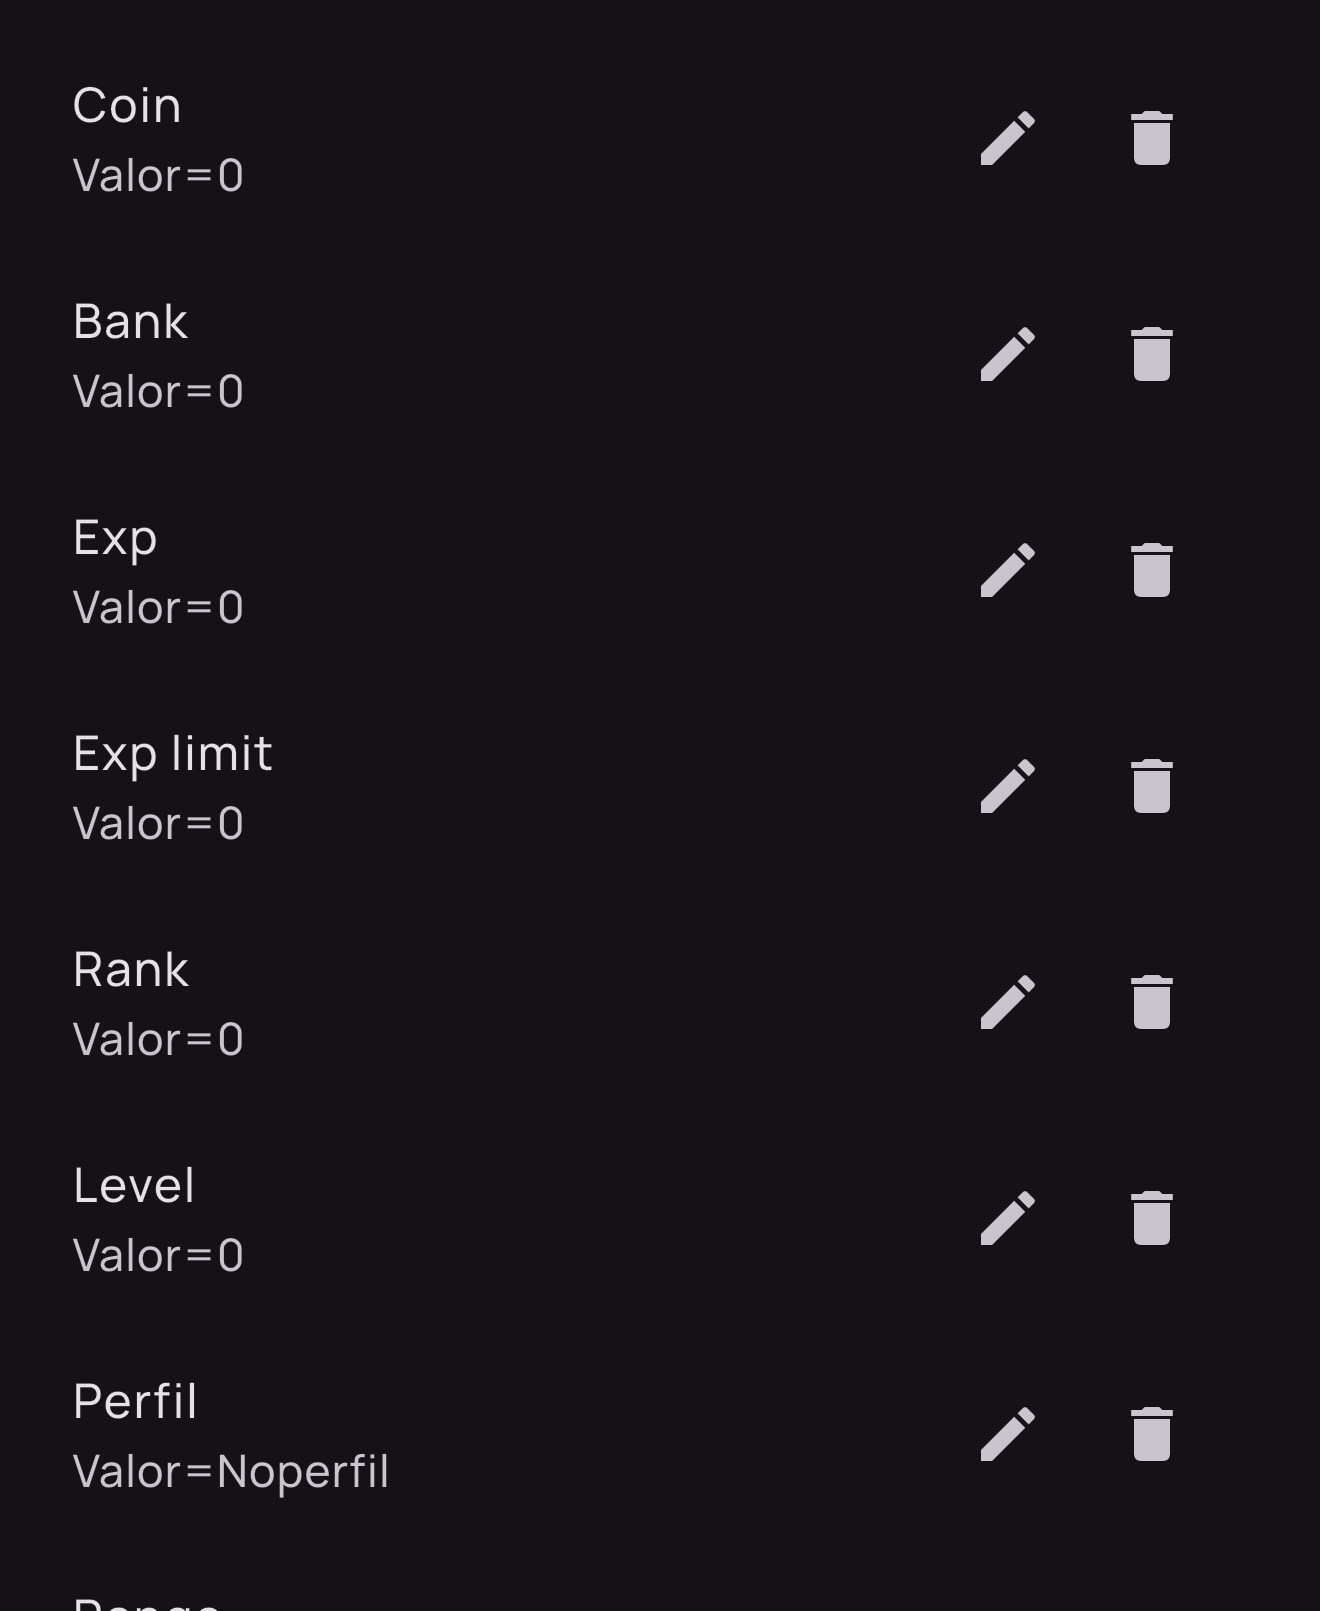 Coin
Valor=0
Bank
Valor=0
Exp
Valor=0
Exp limit
Valor=0
Rank
Valor=0
Level
Valor=0
Perfil
Valor=Noperfil